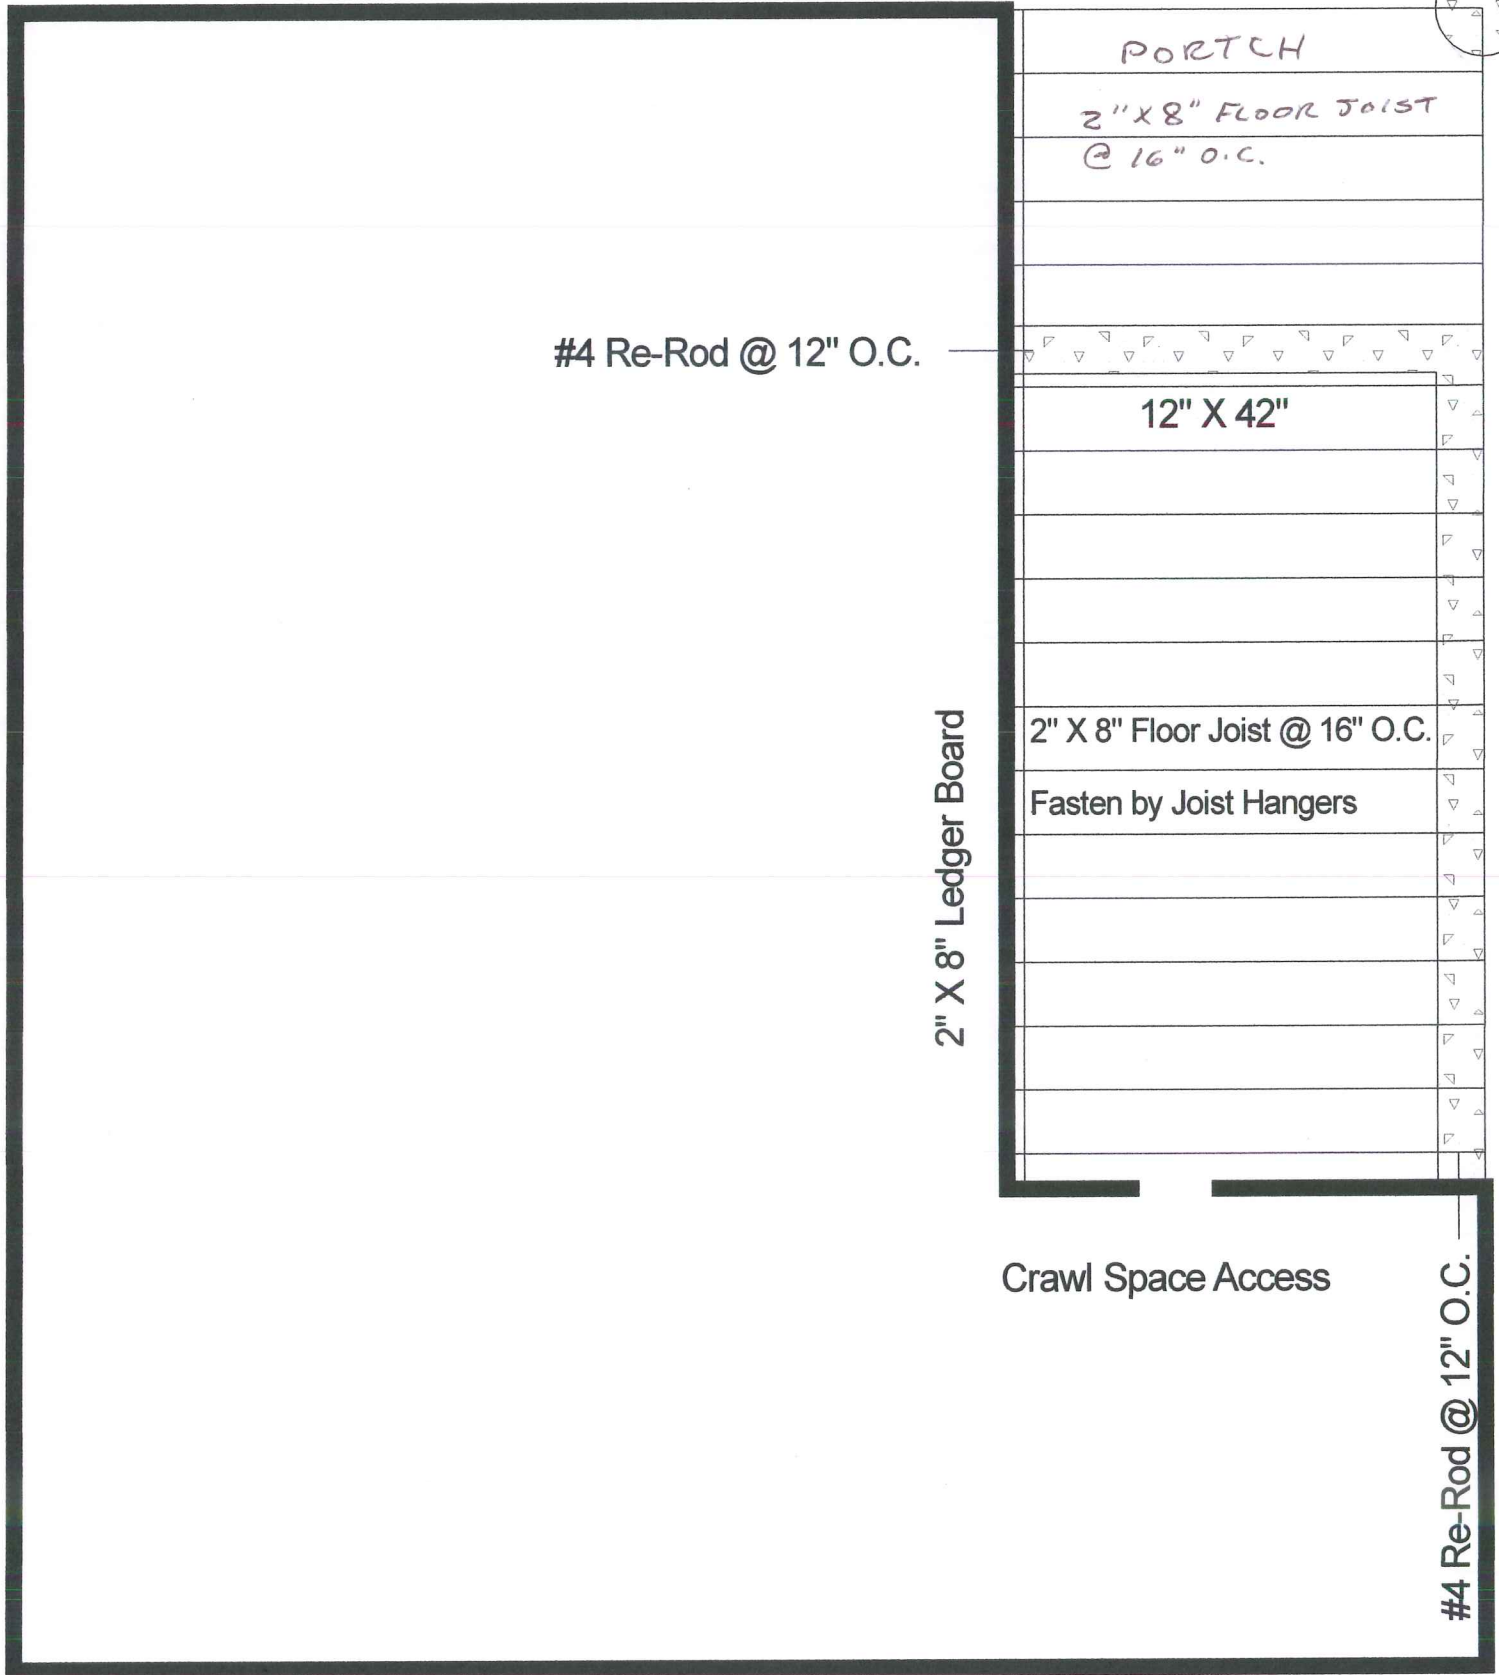 PORTCH
2" X 8" FLOOR JOIST
@ 16" O.C.
#4 Re-Rod @ 12" O.C.
12" X 42"
2" X 8" Ledger Board
2" X 8" Floor Joist @ 16" O.C.
Fasten by Joist Hangers
Crawl Space Access
#4 Re-Rod @ 12" O.C.